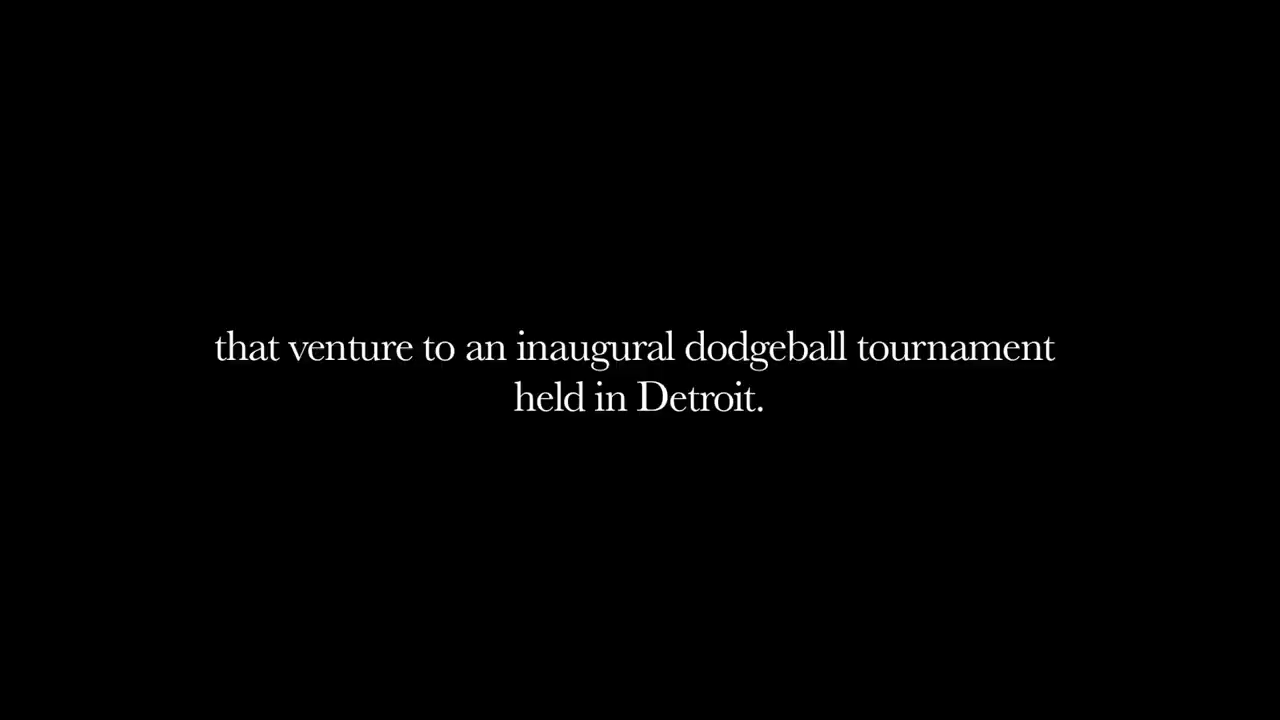 that venture to an inaugural dodgeball tournament
held in Detroit.